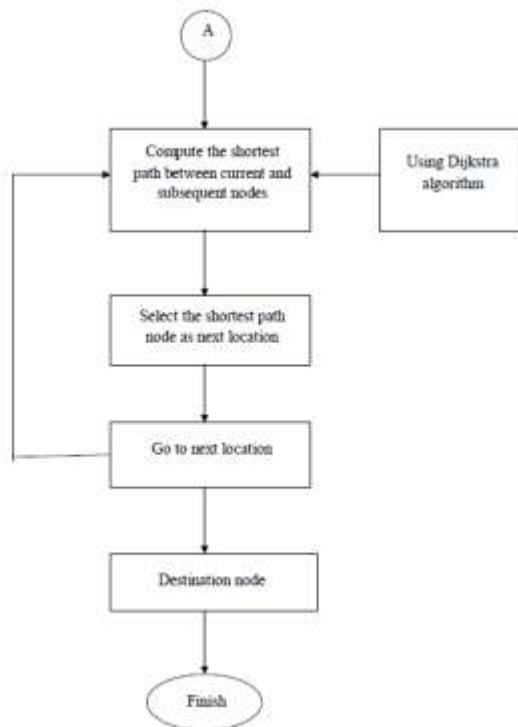 A
Compute the shortest
path between current and
subsequent nodes
Using Dijkstra
algorithm
Select the shortest path
node as next location
Go to next location
Destination node
Finish